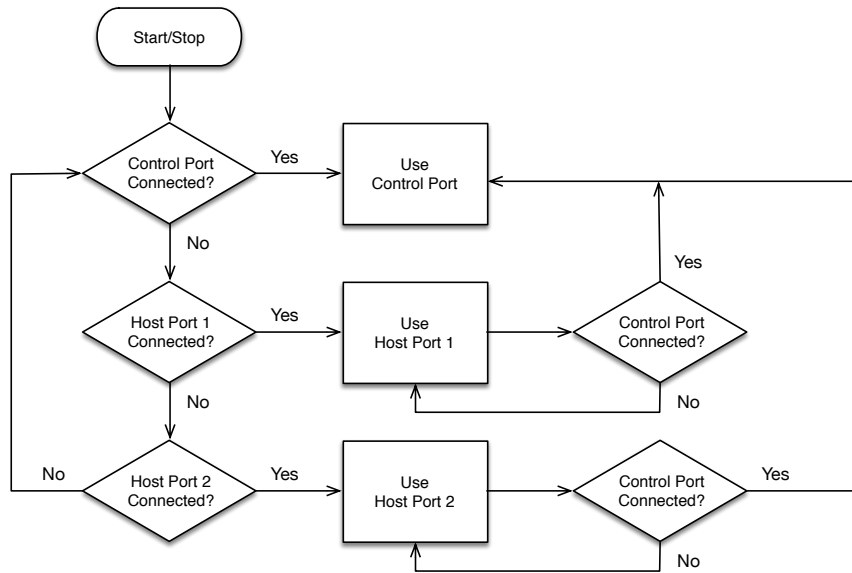 Start/Stop
Control Port
Connected?
Yes
Use
Control Port
No
Yes
Host Port 1
Connected?
Yes
Use
Host Port 1
Control Port
Connected?
No
No
No
Host Port 2
Connected?
Yes
Use
Host Port 2
Control Port
Connected?
Yes
No